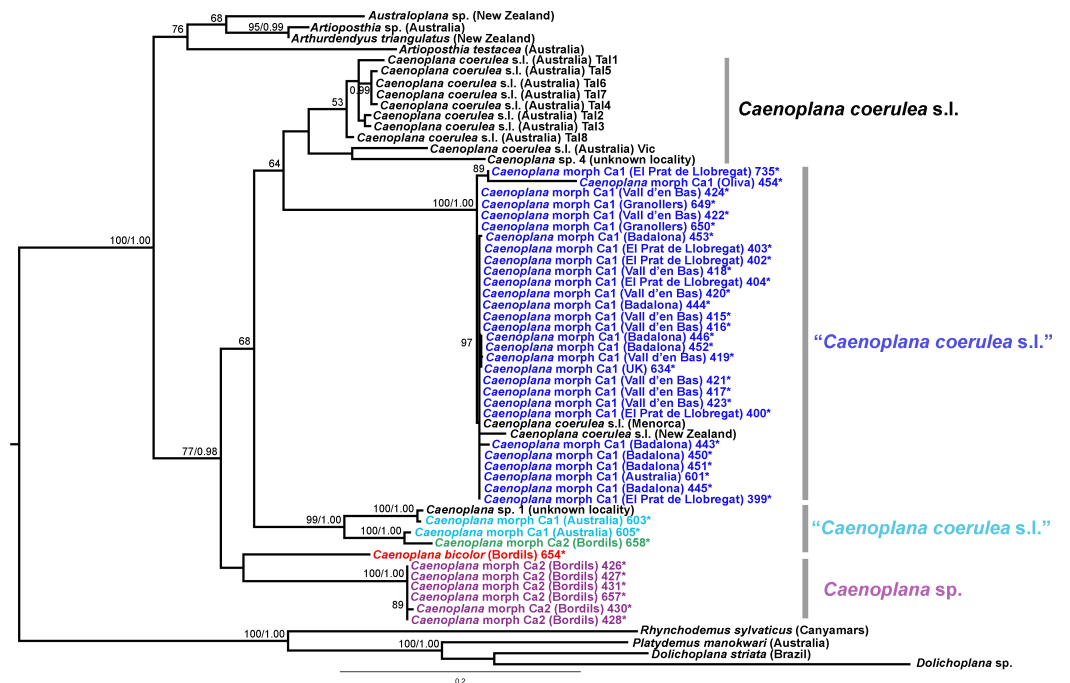 68
Australoplana sp. (New Zealand)
95/0.99
Artioposthia sp. (Australia)
76
Arthurdendyus triangulatus (New Zealand)
Artioposthia testacea (Australia)
Caenoplana coerulea s.l. (Australia) Tal1
Caenoplana coerulea s.l. (Australia) Tal5
Caenoplana coerulea s.l. (Australia) Tal6
0.99
Caenoplana coerulea s.l. (Australia) Tal7
53
Caenoplana coerulea s.l. (Australia) Tal4
Caenoplana coerulea s.l.
Caenoplana coerulea s.l. (Australia) Tal2
Caenoplana coerulea s.l. (Australia) Tal3
Caenoplana coerulea s.l. (Australia) Tal8
Caenoplana coerulea s.l. (Australia) Vic
Caenoplana sp. 4 (unknown locality)
64
89
Caenoplana morph Ca1 (El Prat de Llobregat) 735*
Caenoplana morph Ca1 (Oliva) 454*
Caenoplana morph Ca1 (Vall d'en Bas) 424*
100/1.00
Caenoplana morph Ca1 (Granollers) 649*
Caenoplana morph Ca1 (Vall d'en Bas) 422*
Caenoplana morph Ca1 (Granollers) 650*
Caenoplana morph Ca1 (Badalona) 453*
100/1.00
Caenoplana morph Ca1 (El Prat de Llobregat) 403*
Caenoplana morph Ca1 (El Prat de Llobregat) 402*
Caenoplana morph Ca1 (Vall d'en Bas) 418*
Caenoplana morph Ca1 (El Prat de Llobregat) 404*
Caenoplana morph Ca1 (Vall d'en Bas) 420*
Caenoplana morph Ca1 (Badalona) 444*
Caenoplana morph Ca1 (Vall d'en Bas) 415*
Caenoplana morph Ca1 (Vall d'en Bas) 416*
Caenoplana morph Ca1 (Badalona) 446*
68
97
Caenoplana morph Ca1 (Badalona) 452*
“Caenoplana coerulea s.l.”
Caenoplana morph Ca1 (Vall d'en Bas) 419*
Caenoplana morph Ca1 (UK) 634*
Caenoplana morph Ca1 (Vall d'en Bas) 421*
Caenoplana morph Ca1 (Vall d'en Bas) 417*
Caenoplana morph Ca1 (Vall d'en Bas) 423*
Caenoplana morph Ca1 (El Prat de Llobregat) 400*
Caenoplana coerulea s.l. (Menorca)
Caenoplana coerulea s.l. (New Zealand)
Caenoplana morph Ca1 (Badalona) 443*
77/0.98
Caenoplana morph Ca1 (Badalona) 450*
Caenoplana morph Ca1 (Badalona) 451*
Caenoplana morph Ca1 (Australia) 601*
Caenoplana morph Ca1 (Badalona) 445*
Caenoplana morph Ca1 (El Prat de Llobregat) 399*
100/1.00
Caenoplana sp. 1 (unknown locality)
99/1.00
Caenoplana morph Ca1 (Australia) 603*
“Caenoplana coerulea s.l.”
100/1.00
Caenoplana morph Ca1 (Australia) 605*
Caenoplana morph Ca2 (Bordils) 658*
Caenoplana bicolor (Bordils) 654*
Caenoplana morph Ca2 (Bordils) 426*
100/1.00
Caenoplana morph Ca2 (Bordils) 427*
Caenoplana morph Ca2 (Bordils) 431*
Caenoplana sp.
Caenoplana morph Ca2 (Bordils) 657*
89
Caenoplana morph Ca2 (Bordils) 430*
Caenoplana morph Ca2 (Bordils) 428*
100/1.00
Rhynchodemus sylvaticus (Canyamars)
100/1.00
Platydemus manokwari (Australia)
Dolichoplana striata (Brazil)
Dolichoplana sp.
0.2